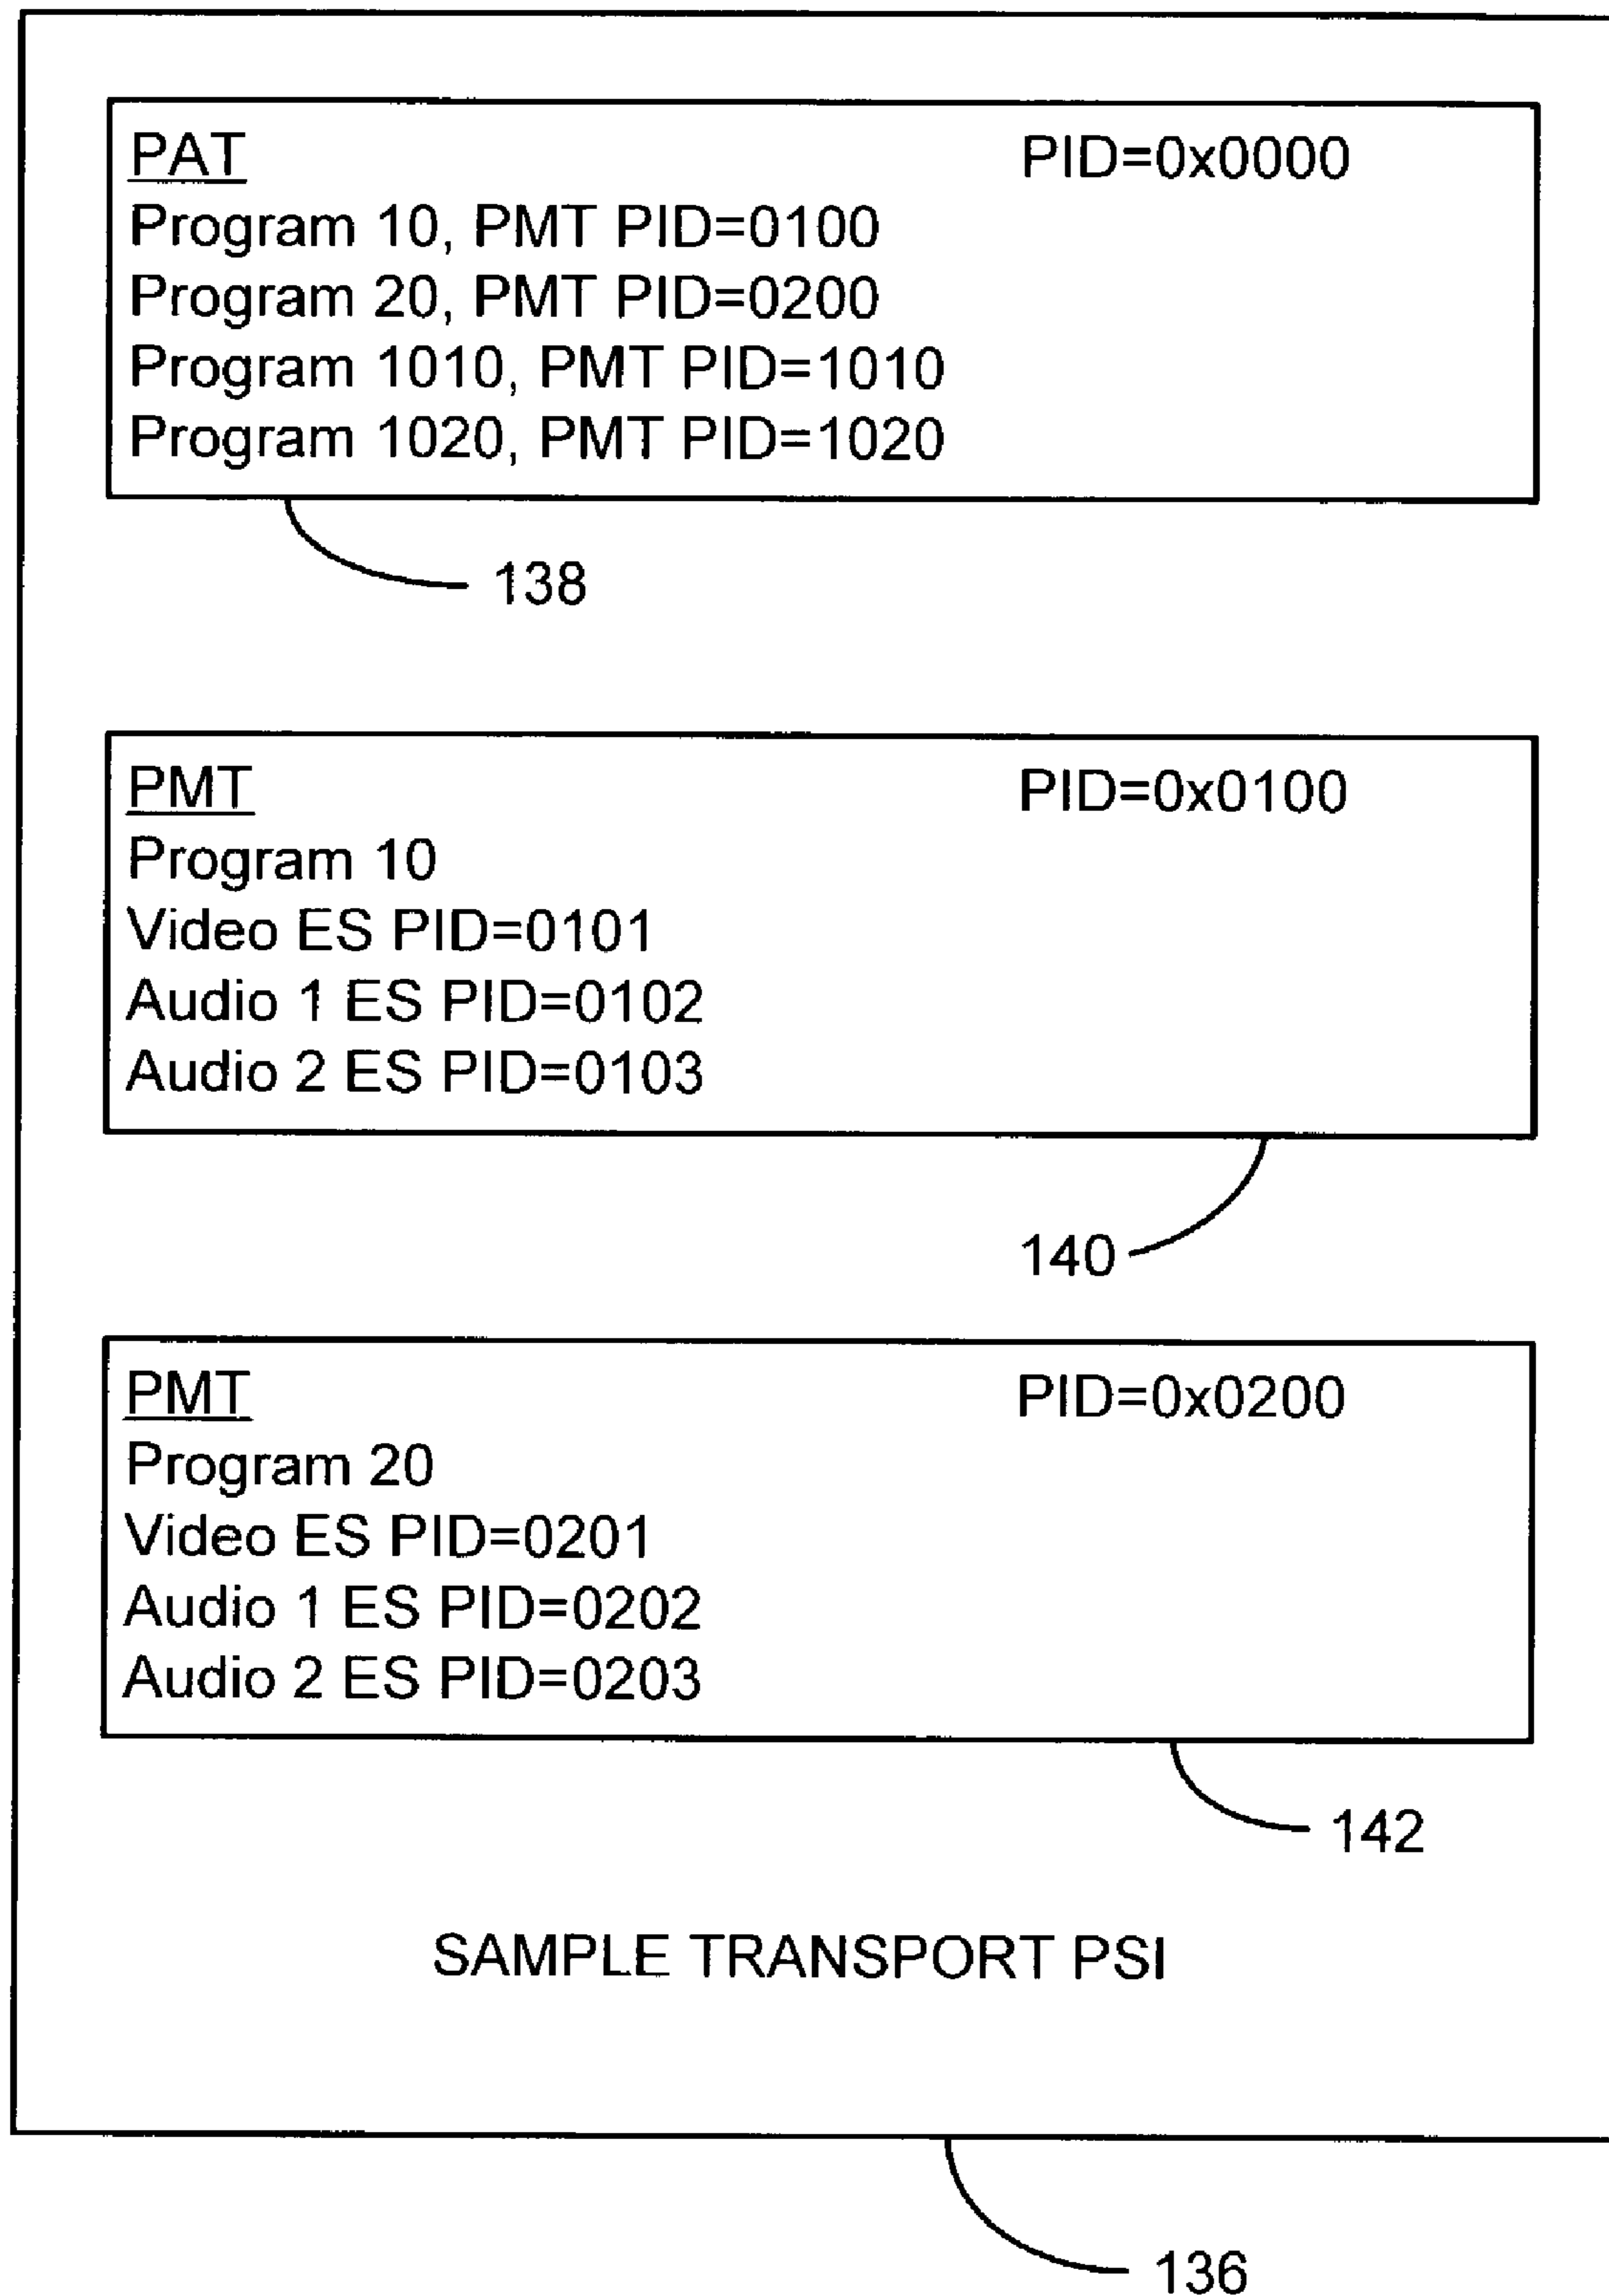 PAT PID=0x0000
Program 10, PMT PID=0100
Program 20, PMT PID=0200
Program 1010, PMT PID=1010
Program 1020, PMT PID=1020
138
PMT PID=0x0100
Program 10
Video ES PID=0101
Audio 1 ES PID=0102
Audio 2 ES PID=0103
140
PMT PID=0x0200
Program 20
Video ES PID=0201
Audio 1 ES PID=0202
Audio 2 ES PID=0203
142
SAMPLE TRANSPORT PSI
136